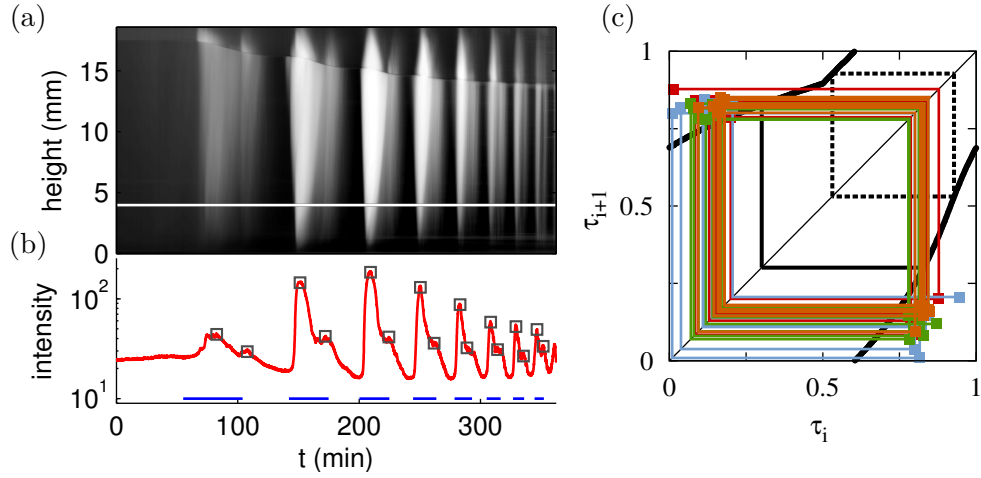 (a)
height (mm)
15
10
5
0
(b)
intensity
10²
10¹
0
100
200
300
t (min)
(c)
1
0.5
0
τᵢ₊₁
0
0.5
1
τᵢ